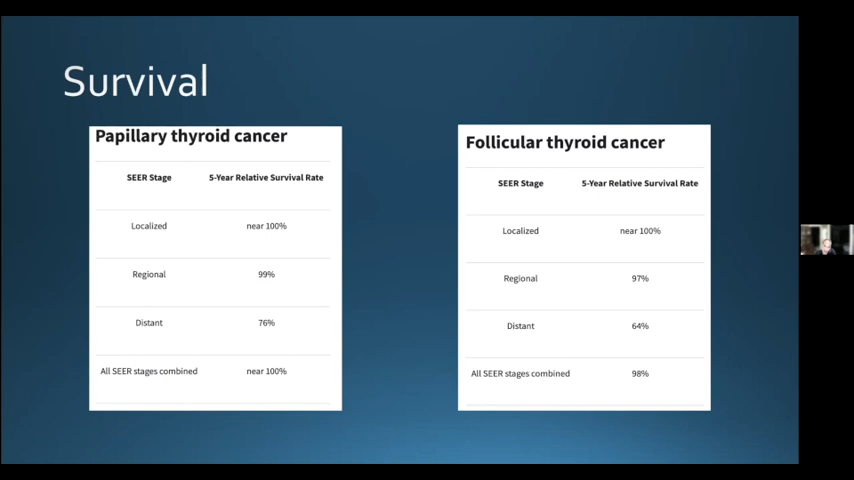 Survival
Papillary thyroid cancer
SEER Stage 5-Year Relative Survival Rate
Localized near 100%
Regional 99%
Distant 76%
All SEER stages combined near 100%
Follicular thyroid cancer
SEER Stage 5-Year Relative Survival Rate
Localized near 100%
Regional 97%
Distant 64%
All SEER stages combined 98%